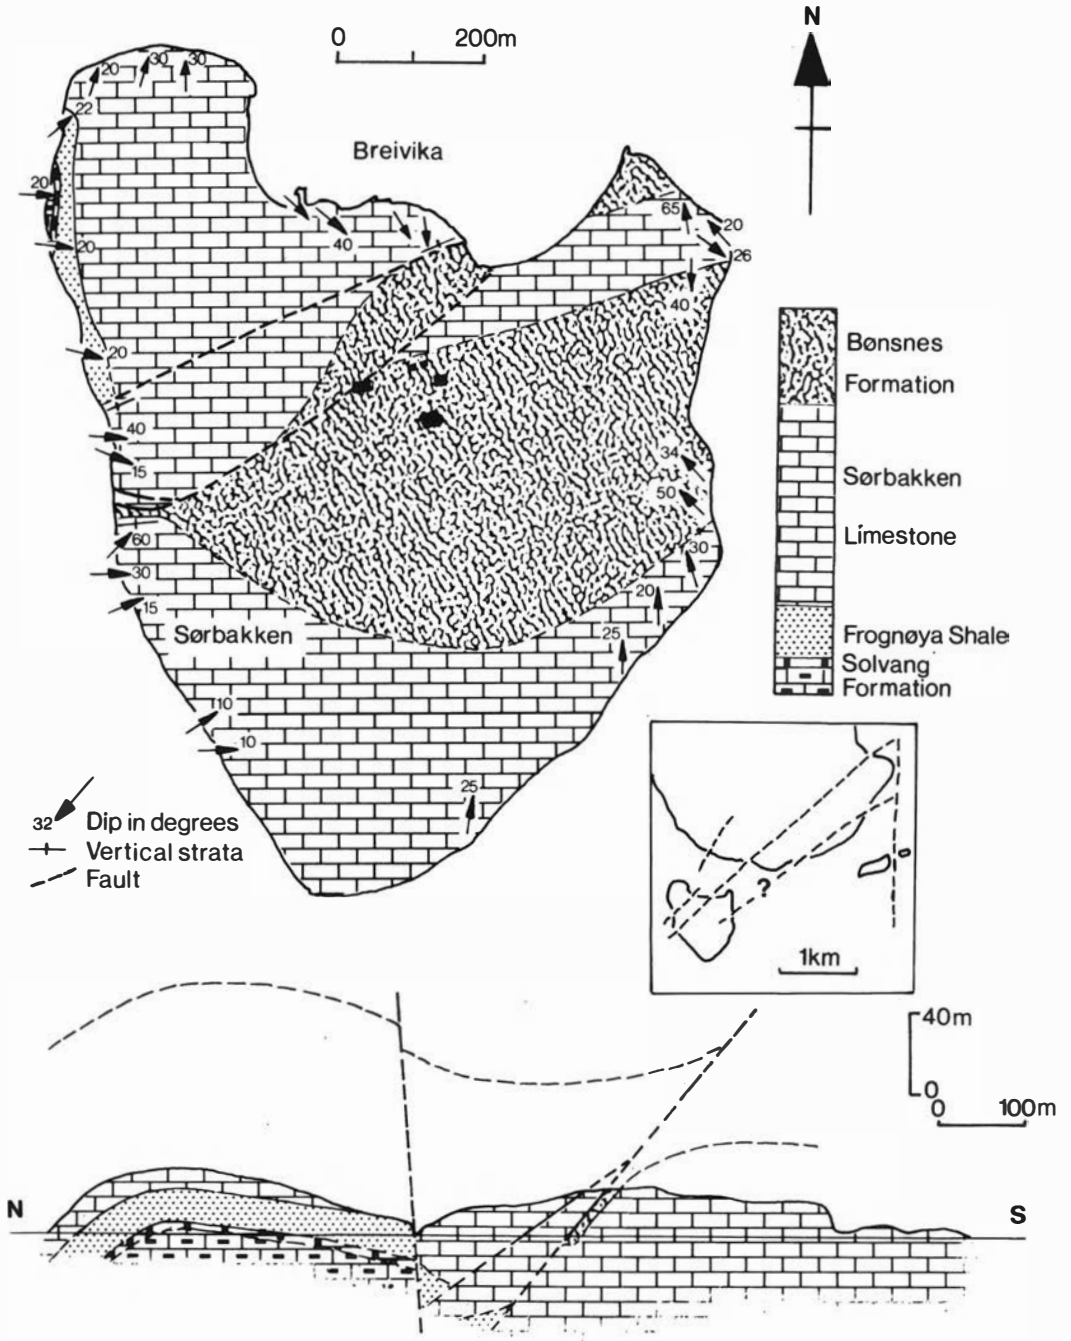 N
0 200m
Breivika
20
30
30
22
20
20
20
40
15
60
30
15
10
10
40
65
20
26
40
34
50
30
20
25
25
Sørbakken
Bønsnes
Formation
Sørbakken
Limestone
Frognøya Shale
Solvang
Formation
32 Dip in degrees
Vertical strata
Fault
?
1km
40m
0
0 100m
N
S